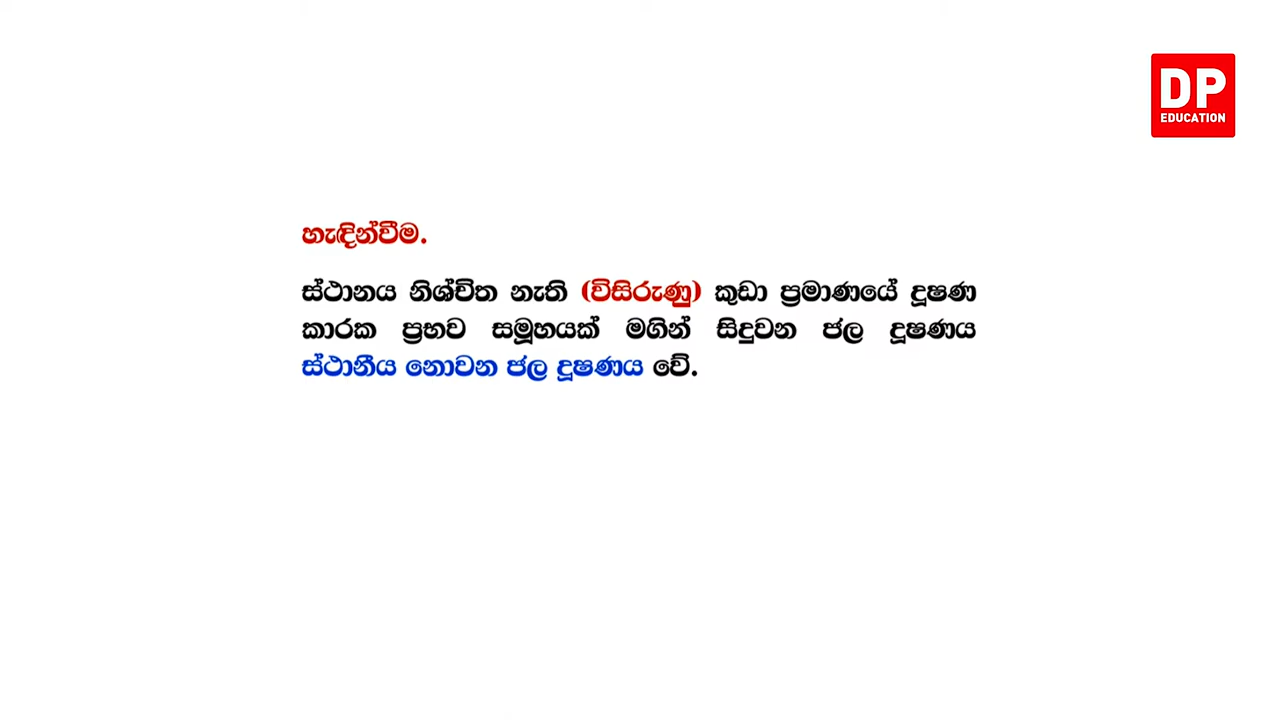 DP
EDUCATION
හැඳින්වීම.
ස්ථානය නිශ්චිත නැති (විසිරුණු) කුඩා ප්‍රමාණයේ දූෂණ
කාරක ප්‍රභව සමූහයක් මගින් සිදුවන ජල දූෂණය
ස්ථානීය නොවන ජල දූෂණය වේ.